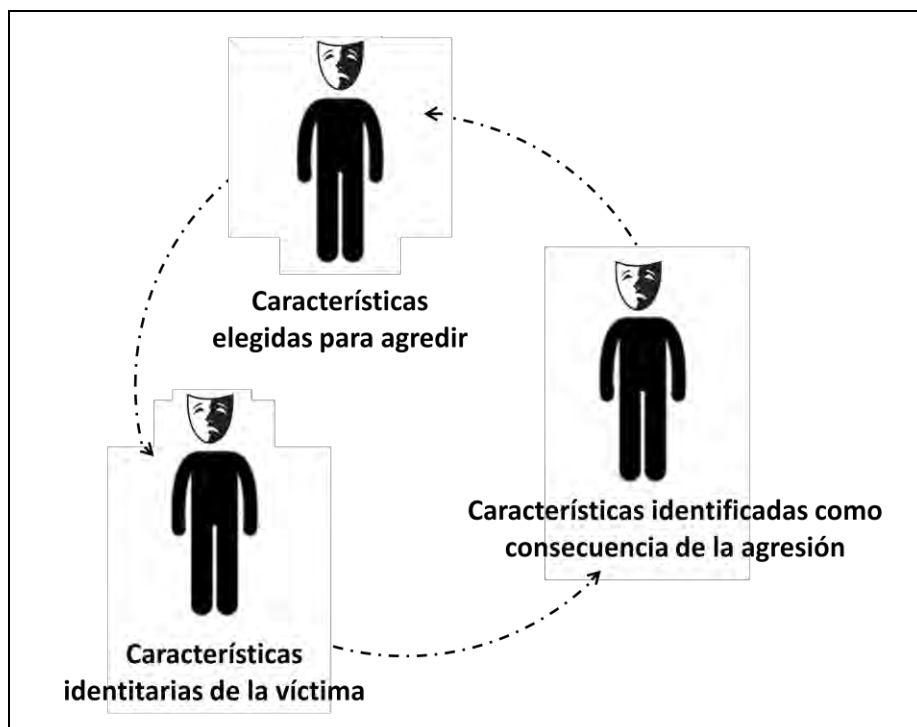 Características
elegidas para agredir
Características identificadas como
consecuencia de la agresión
Características
identitarias de la víctima